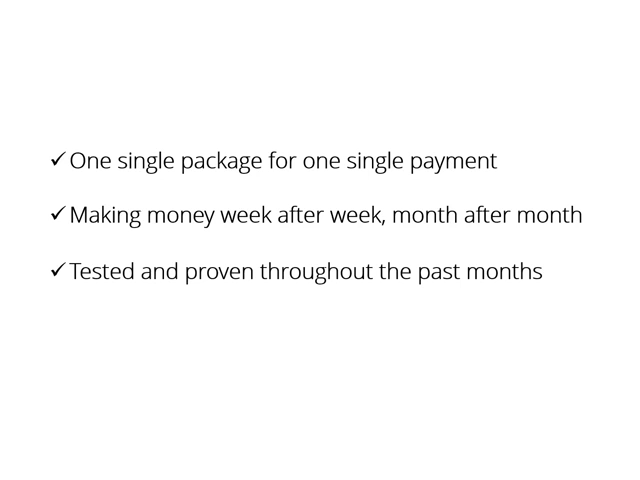 ✓ One single package for one single payment
✓ Making money week after week, month after month
✓ Tested and proven throughout the past months